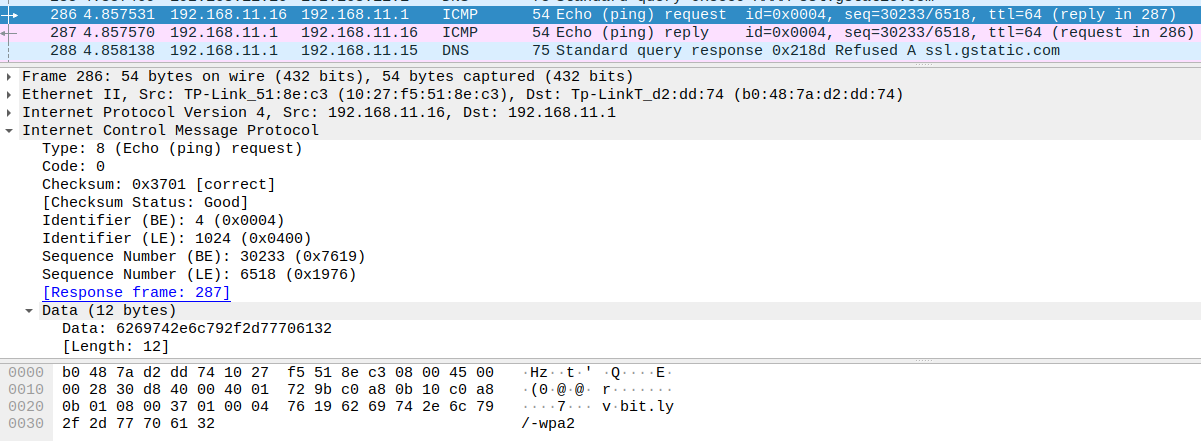 286 4.857531 192.168.11.16 192.168.11.1 ICMP 54 Echo (ping) request id=0x0004, seq=30233/6518, ttl=64 (reply in 287)
287 4.857570 192.168.11.1 192.168.11.16 ICMP 54 Echo (ping) reply id=0x0004, seq=30233/6518, ttl=64 (request in 286)
288 4.858138 192.168.11.1 192.168.11.15 DNS 75 Standard query response 0x218d Refused A ssl.gstatic.com
Frame 286: 54 bytes on wire (432 bits), 54 bytes captured (432 bits)
Ethernet II, Src: TP-Link_51:8e:c3 (10:27:f5:51:8e:c3), Dst: Tp-LinkT_d2:dd:74 (b0:48:7a:d2:dd:74)
Internet Protocol Version 4, Src: 192.168.11.16, Dst: 192.168.11.1
Internet Control Message Protocol
Type: 8 (Echo (ping) request)
Code: 0
Checksum: 0x3701 [correct]
[Checksum Status: Good]
Identifier (BE): 4 (0x0004)
Identifier (LE): 1024 (0x0400)
Sequence Number (BE): 30233 (0x7619)
Sequence Number (LE): 6518 (0x1976)
[Response frame: 287]
Data (12 bytes)
Data: 6269742e6c792f2d77706132
[Length: 12]
0000 b0 48 7a d2 dd 74 10 27 f5 51 8e c3 08 00 45 00 ·Hz··t·' ·Q····E·
0010 00 28 30 d8 40 00 40 01 72 9b c0 a8 0b 10 c0 a8 ·(0·@·@· r·······
0020 0b 01 08 00 37 01 00 04 76 19 62 69 74 2e 6c 79 ····7··· v·bit.ly
0030 2f 2d 77 70 61 32 /-wpa2